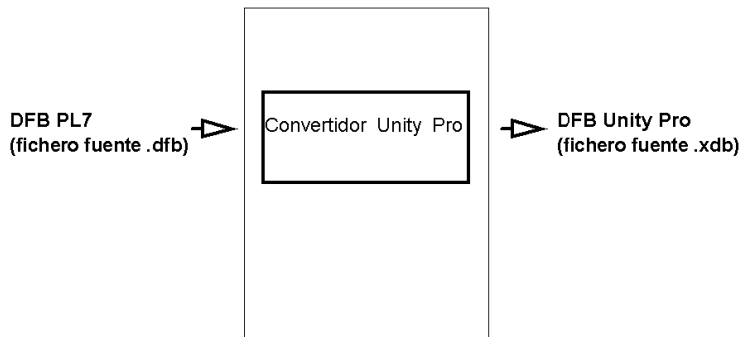 DFB PL7
(fichero fuente .dfb)
Convertidor Unity Pro
DFB Unity Pro
(fichero fuente .xdb)